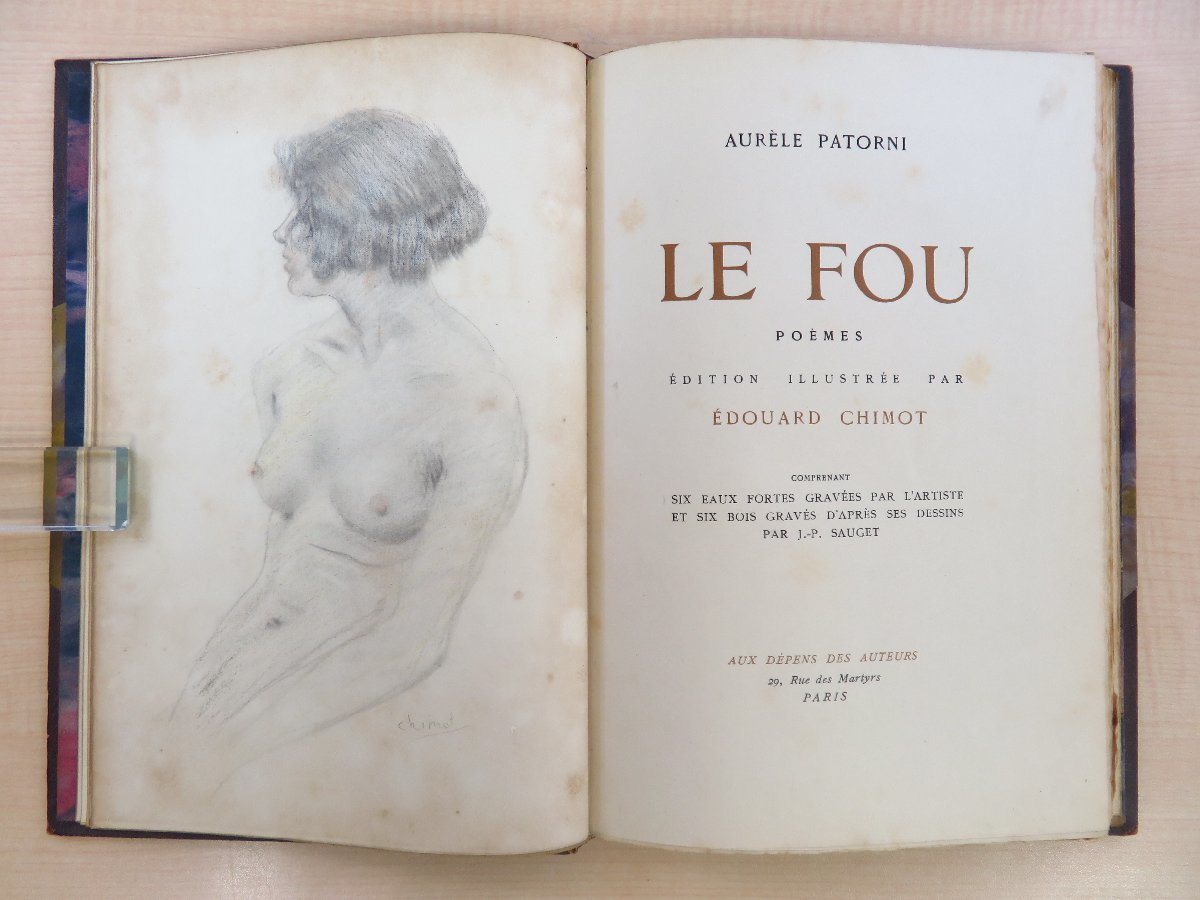 chimot
AURÈLE PATORNI
LE FOU
POÈMES
ÉDITION ILLUSTRÉE PAR
ÉDOUARD CHIMOT
COMPRENANT
SIX EAUX FORTES GRAVÉES PAR L'ARTISTE
ET SIX BOIS GRAVÉS D'APRÈS SES DESSINS
PAR J.-P. SAUGET
AUX DÉPENS DES AUTEURS
29, Rue des Martyrs
PARIS